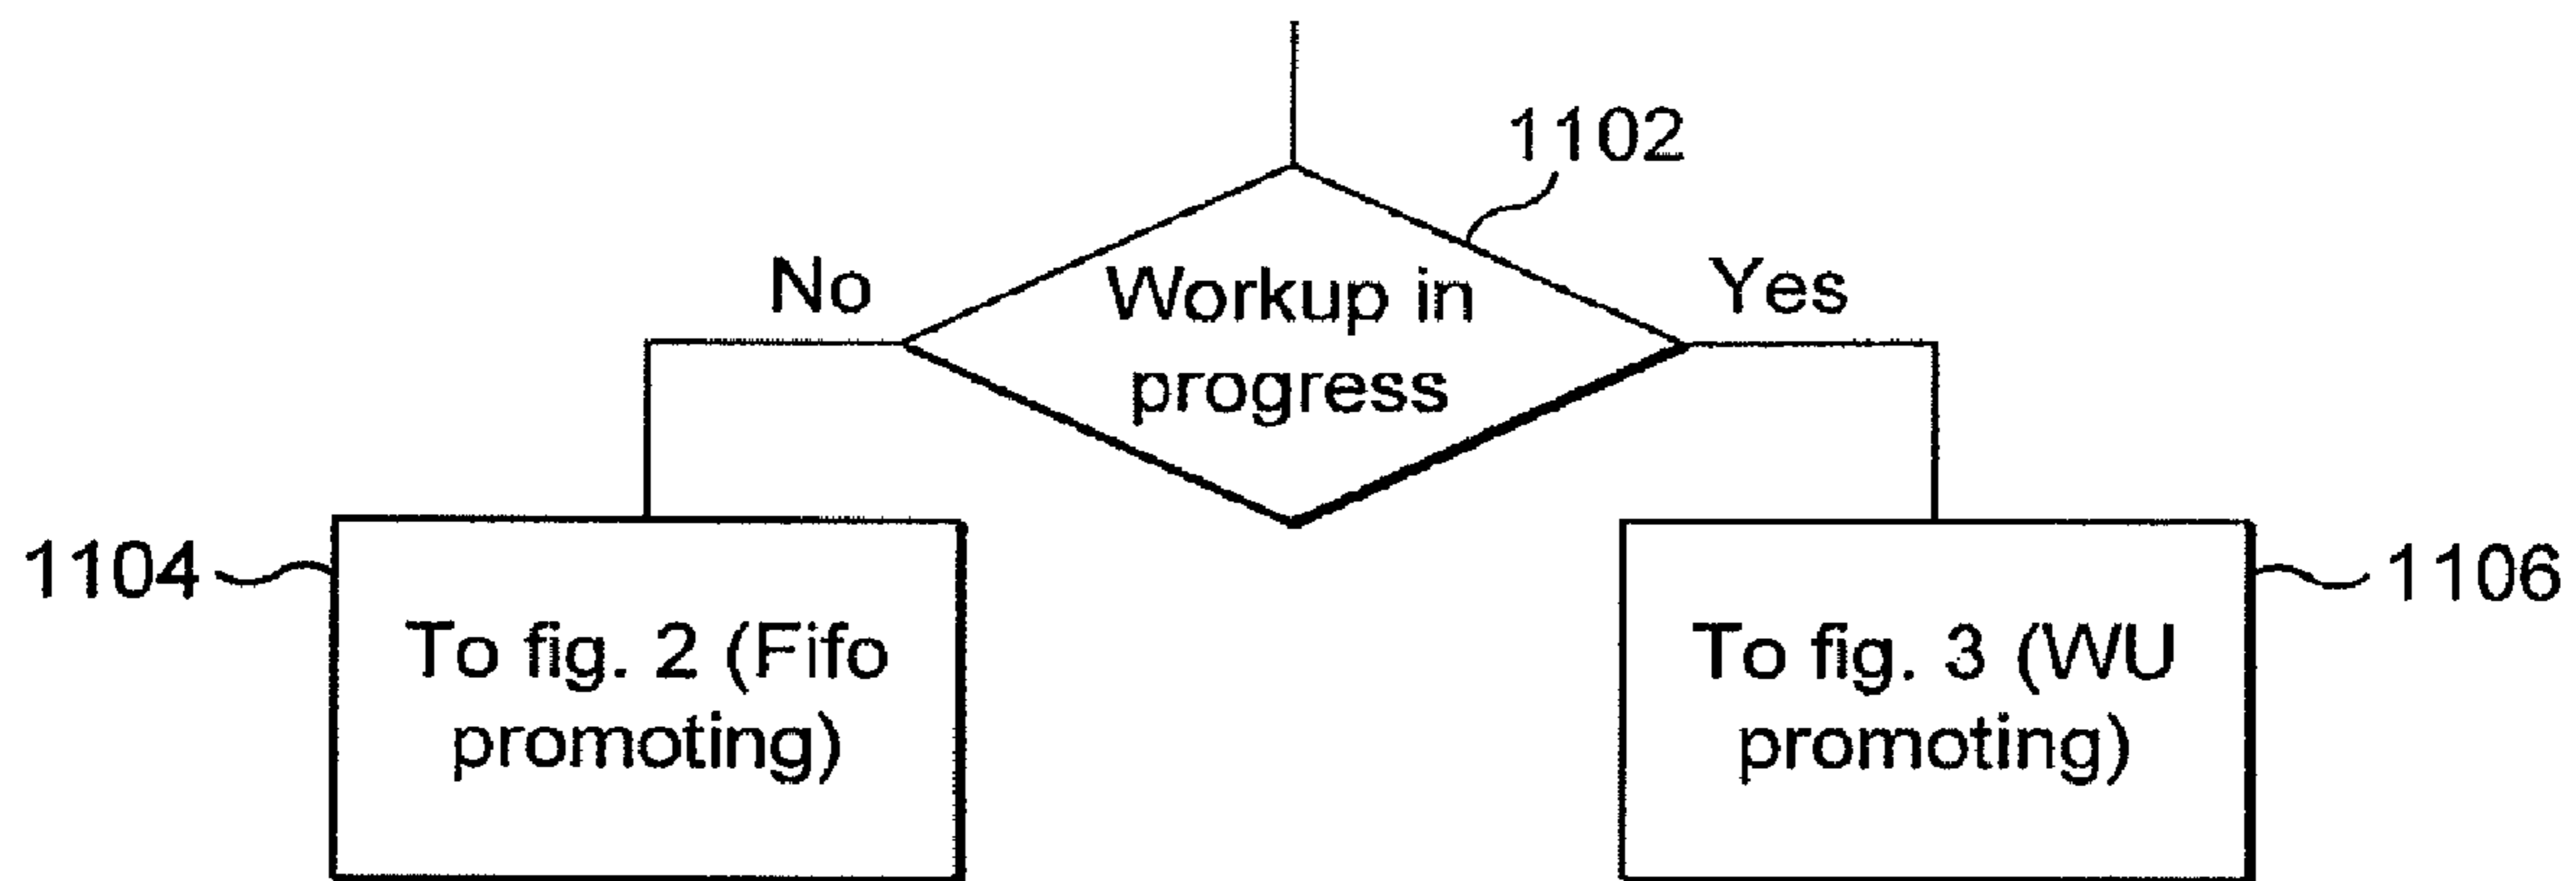 1102
No
Workup in
progress
Yes
1104
To fig. 2 (Fifo
promoting)
To fig. 3 (WU
promoting)
1106